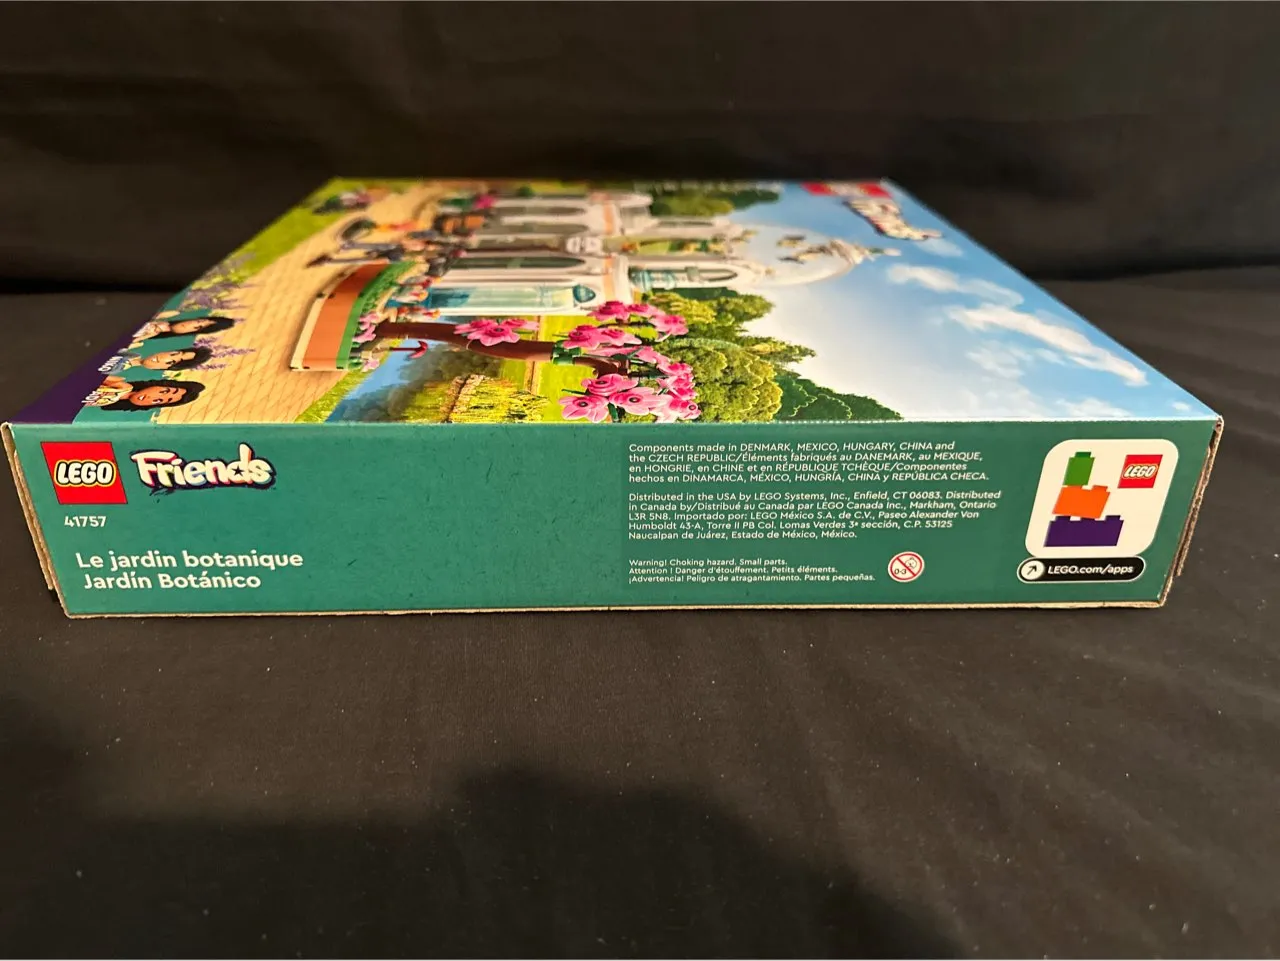 LEGO
Friends
41757
Le jardin botanique
Jardín Botánico
Components made in DENMARK, MEXICO, HUNGARY, CHINA and
the CZECH REPUBLIC/Éléments fabriqués au DANEMARK, au MEXIQUE,
en HONGRIE, en CHINE et en RÉPUBLIQUE TCHÈQUE/Componentes
hechos en DINAMARCA, MÉXICO, HUNGRÍA, CHINA y REPÚBLICA CHECA.
Distributed in the USA by LEGO Systems, Inc., Enfield, CT 06083. Distributed
in Canada by/Distribué au Canada par LEGO Canada Inc., Markham, Ontario
L3R 5N8. Importado por: LEGO México S.A. de C.V., Paseo Alexander Von
Humboldt 43-A, Torre II PB Col. Lomas Verdes 3ª sección, C.P. 53125
Naucalpan de Juárez, Estado de México, México.
Warning! Choking hazard. Small parts.
Attention ! Danger d'étouffement. Petits éléments.
¡Advertencia! Peligro de atragantamiento. Partes pequeñas.
0-3
LEGO
LEGO.com/apps